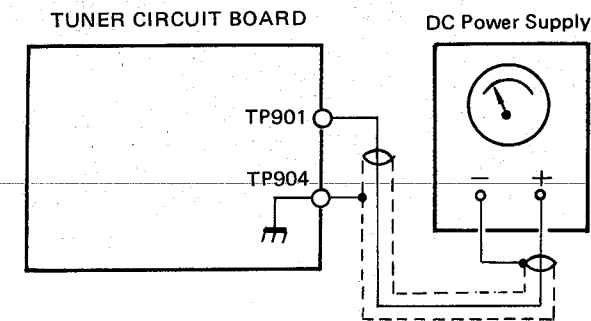 TUNER CIRCUIT BOARD
DC Power Supply
TP901
TP904
− +